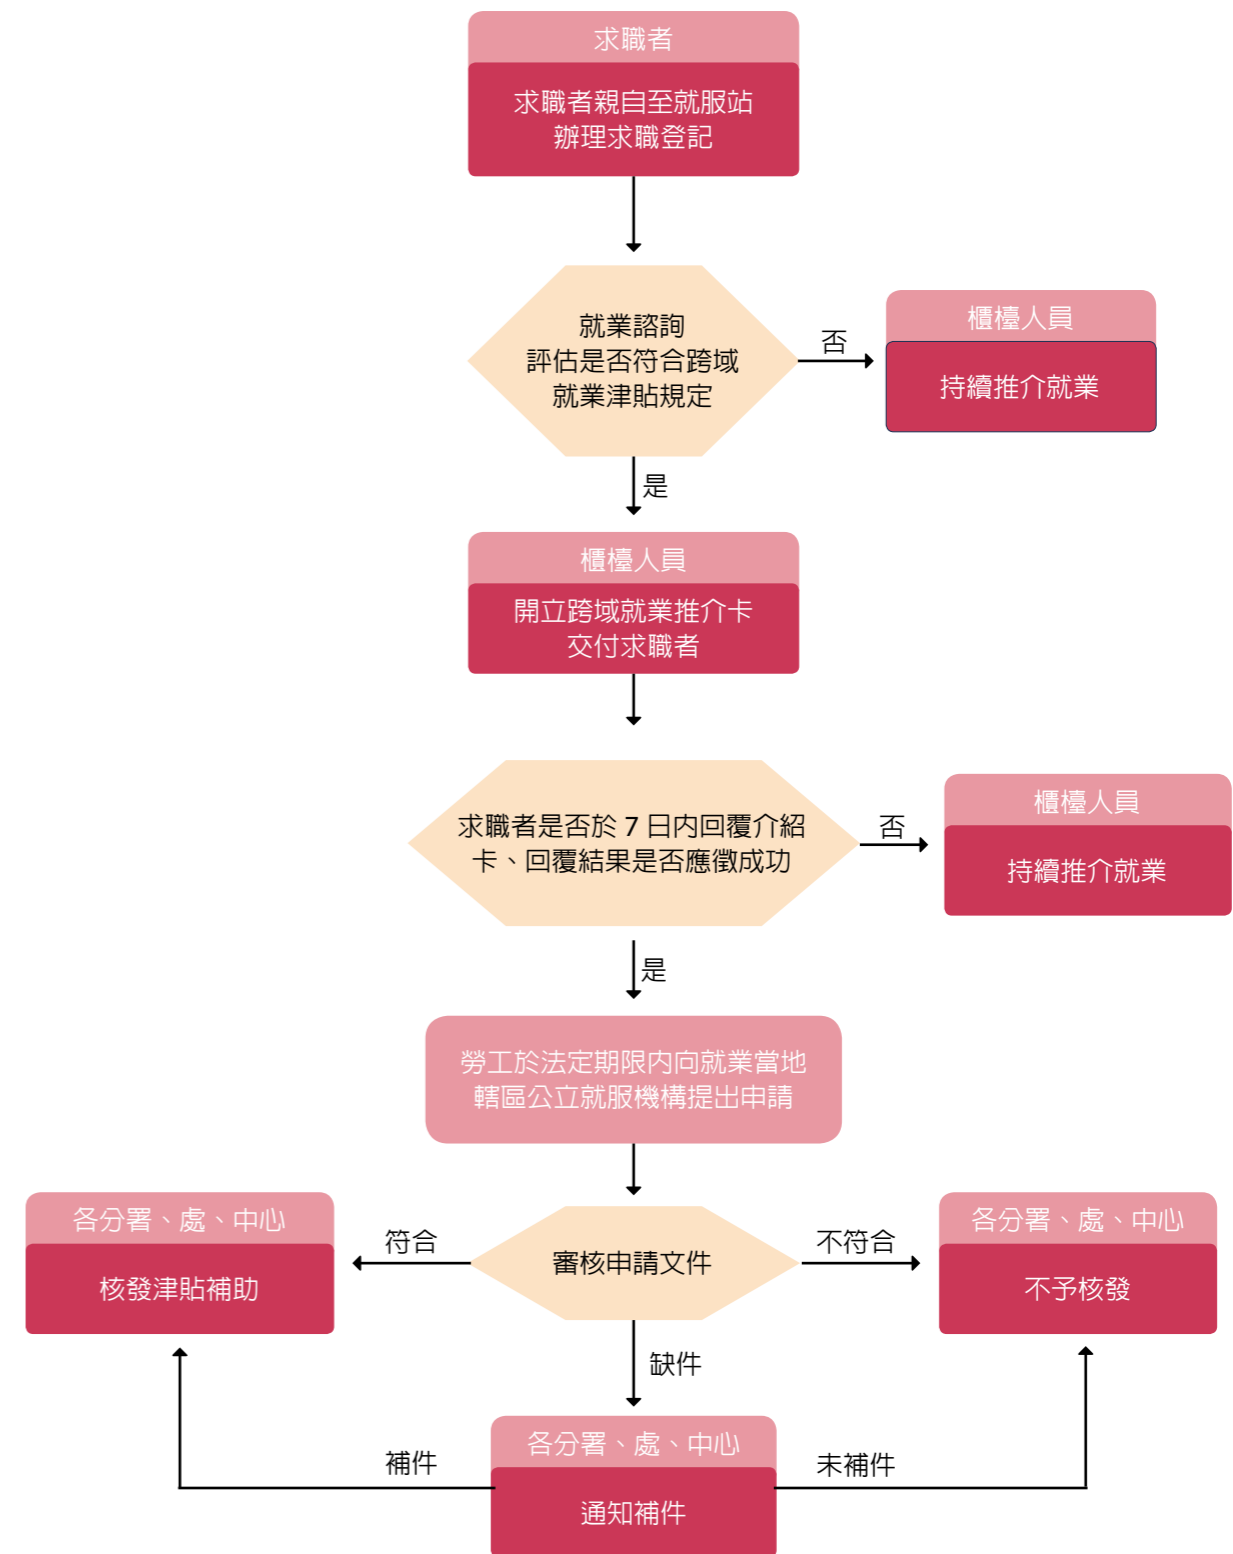 求職者
求職者親自至就服站
辦理求職登記
就業諮詢
評估是否符合跨域
就業津貼規定
否
櫃檯人員
持續推介就業
是
櫃檯人員
開立跨域就業推介卡
交付求職者
求職者是否於 7 日內回覆介紹
卡、回覆結果是否應徵成功
否
櫃檯人員
持續推介就業
是
勞工於法定期限內向就業當地
轄區公立就服機構提出申請
各分署、處、中心
核發津貼補助
符合
審核申請文件
不符合
各分署、處、中心
不予核發
缺件
各分署、處、中心
通知補件
補件
未補件